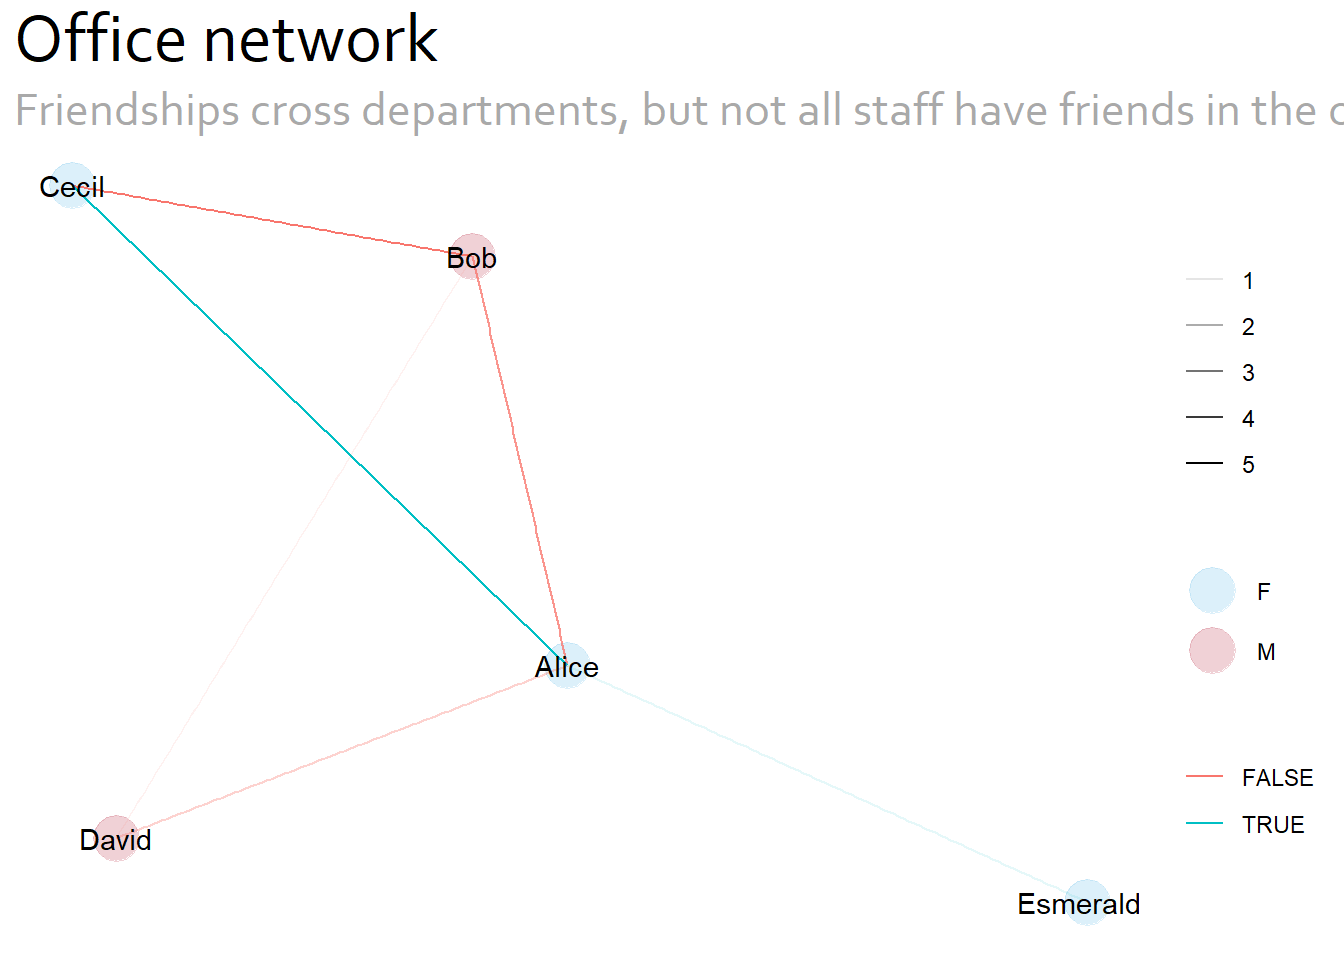 Office network
Friendships cross departments, but not all staff have friends in the
Cecil
Bob
1
2
3
4
5
F
M
Alice
FALSE
TRUE
David
Esmerald